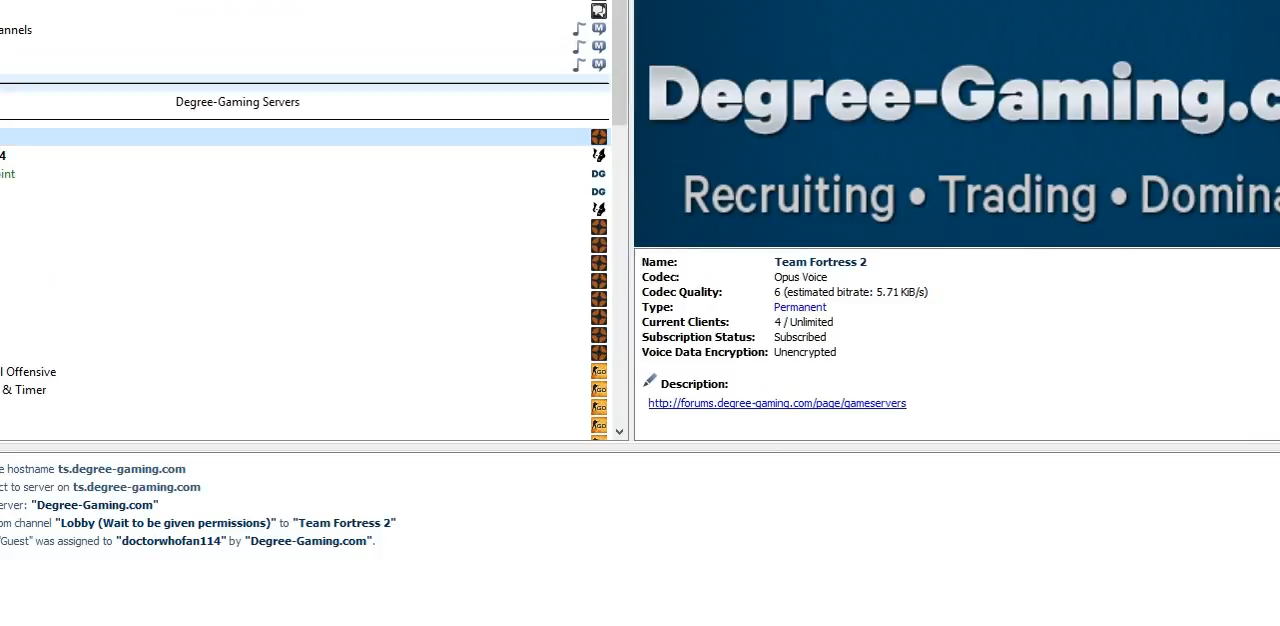 annels
Degree-Gaming Servers
4
int
DG
DG
l Offensive
& Timer
Degree-Gaming.c
Recruiting • Trading • Domina
Name: Team Fortress 2
Codec: Opus Voice
Codec Quality: 6 (estimated bitrate: 5.71 KiB/s)
Type: Permanent
Current Clients: 4 / Unlimited
Subscription Status: Subscribed
Voice Data Encryption: Unencrypted
Description:
http://forums.degree-gaming.com/page/gameservers
e hostname ts.degree-gaming.com
ct to server on ts.degree-gaming.com
erver: "Degree-Gaming.com"
om channel "Lobby (Wait to be given permissions)" to "Team Fortress 2"
"Guest" was assigned to "doctorwhofan114" by "Degree-Gaming.com".